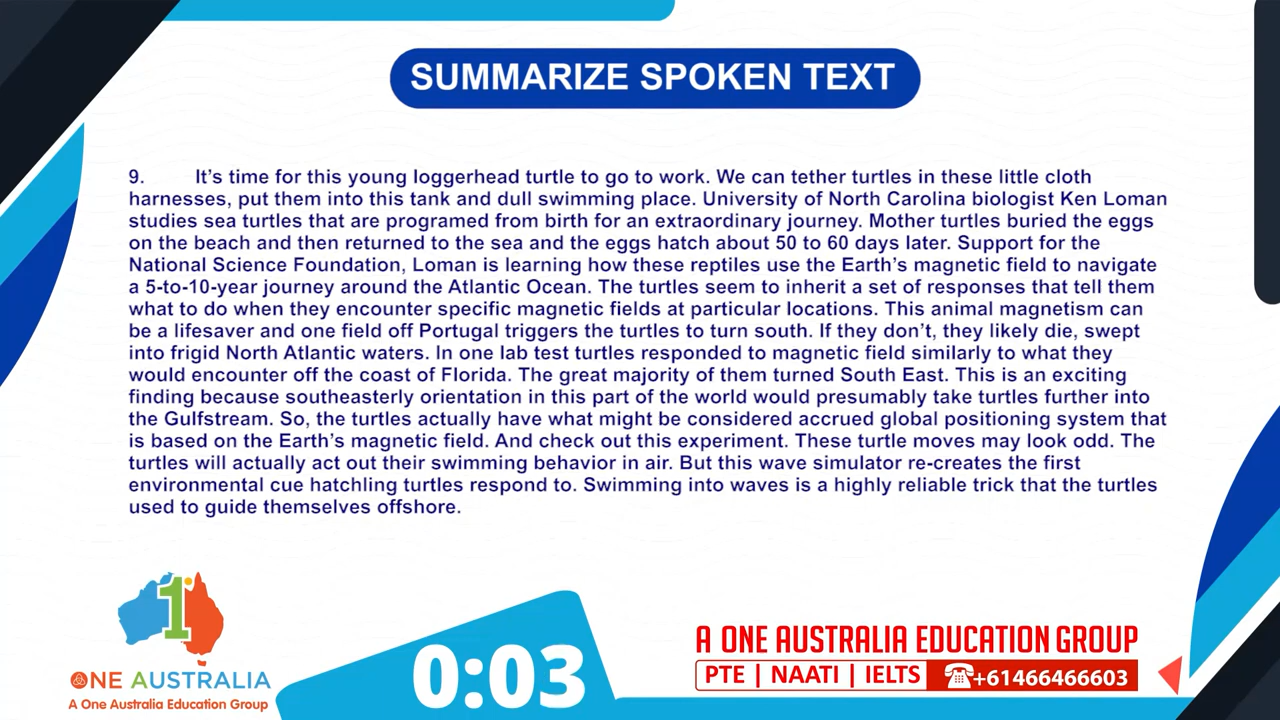 SUMMARIZE SPOKEN TEXT
9. It's time for this young loggerhead turtle to go to work. We can tether turtles in these little cloth
harnesses, put them into this tank and dull swimming place. University of North Carolina biologist Ken Loman
studies sea turtles that are programed from birth for an extraordinary journey. Mother turtles buried the eggs
on the beach and then returned to the sea and the eggs hatch about 50 to 60 days later. Support for the
National Science Foundation, Loman is learning how these reptiles use the Earth's magnetic field to navigate
a 5-to-10-year journey around the Atlantic Ocean. The turtles seem to inherit a set of responses that tell them
what to do when they encounter specific magnetic fields at particular locations. This animal magnetism can
be a lifesaver and one field off Portugal triggers the turtles to turn south. If they don't, they likely die, swept
into frigid North Atlantic waters. In one lab test turtles responded to magnetic field similarly to what they
would encounter off the coast of Florida. The great majority of them turned South East. This is an exciting
finding because southeasterly orientation in this part of the world would presumably take turtles further into
the Gulfstream. So, the turtles actually have what might be considered accrued global positioning system that
is based on the Earth's magnetic field. And check out this experiment. These turtle moves may look odd. The
turtles will actually act out their swimming behavior in air. But this wave simulator re-creates the first
environmental cue hatchling turtles respond to. Swimming into waves is a highly reliable trick that the turtles
used to guide themselves offshore.
1
ONE AUSTRALIA
A One Australia Education Group
0:03
A ONE AUSTRALIA EDUCATION GROUP
PTE | NAATI | IELTS +61466466603